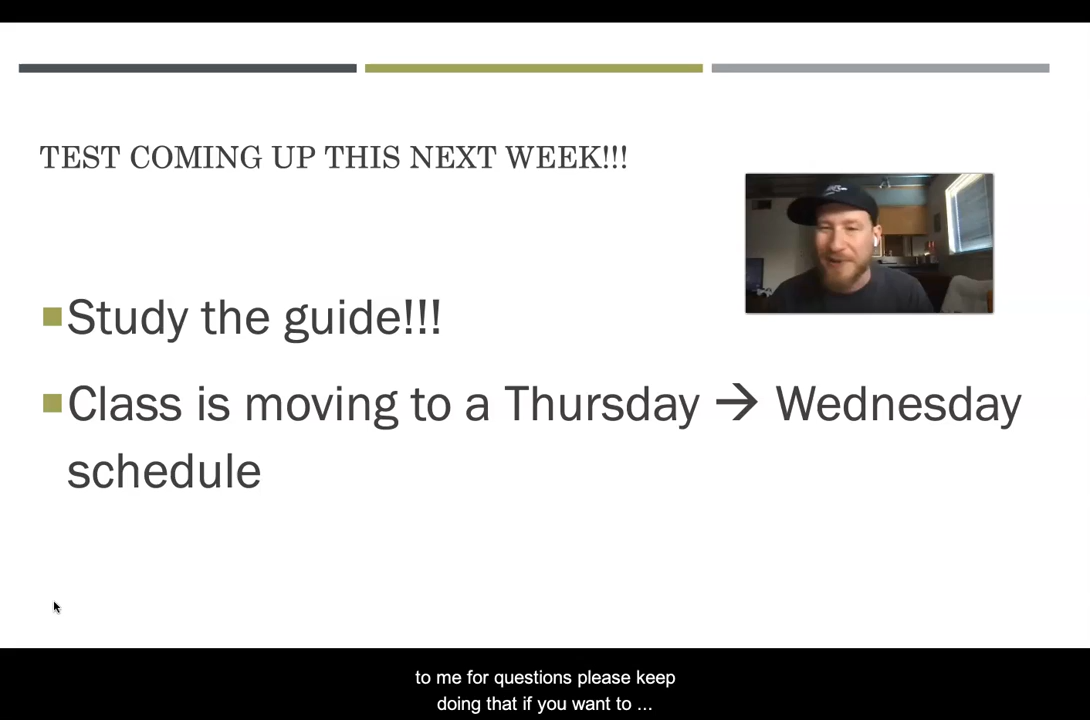 TEST COMING UP THIS NEXT WEEK!!!
Study the guide!!!
Class is moving to a Thursday → Wednesday
schedule
to me for questions please keep
doing that if you want to ...